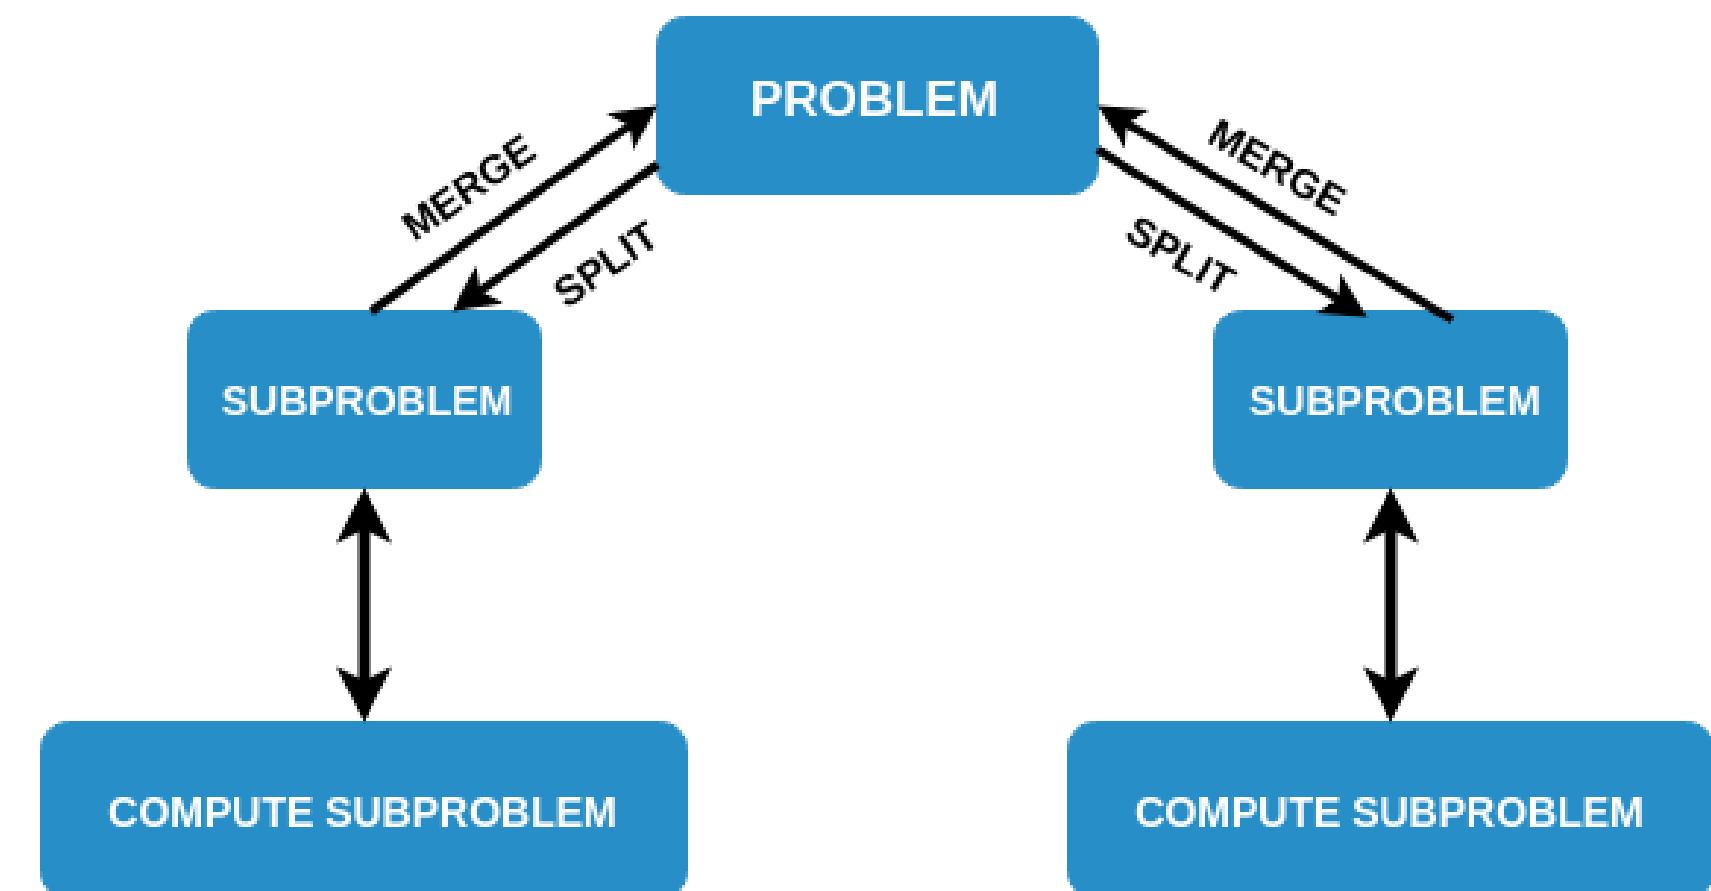 PROBLEM
MERGE
MERGE
SPLIT
SPLIT
SUBPROBLEM
SUBPROBLEM
COMPUTE SUBPROBLEM
COMPUTE SUBPROBLEM